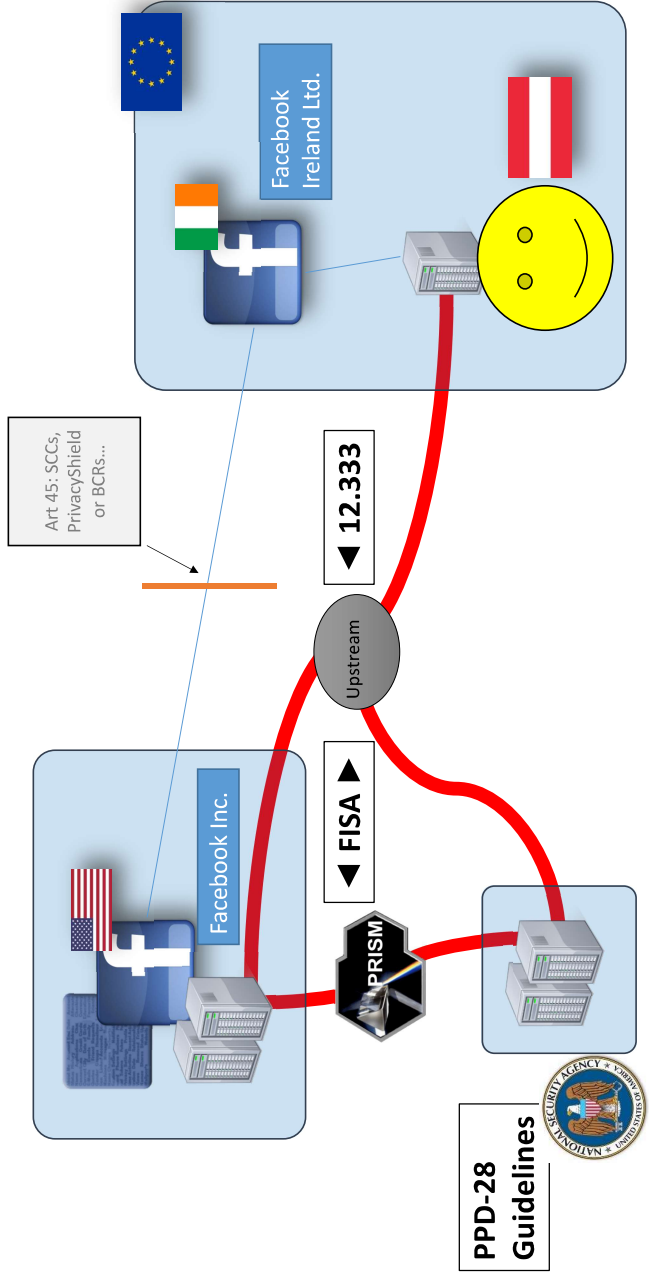 Art 45: SCCs,
PrivacyShield
or BCRs...
Facebook Inc.
Facebook
Ireland Ltd.
f
f
▲ FISA ▼
Upstream
▲ 12.333
PRISM
PPD-28
Guidelines
NATIONAL SECURITY AGENCY
UNITED STATES OF AMERICA